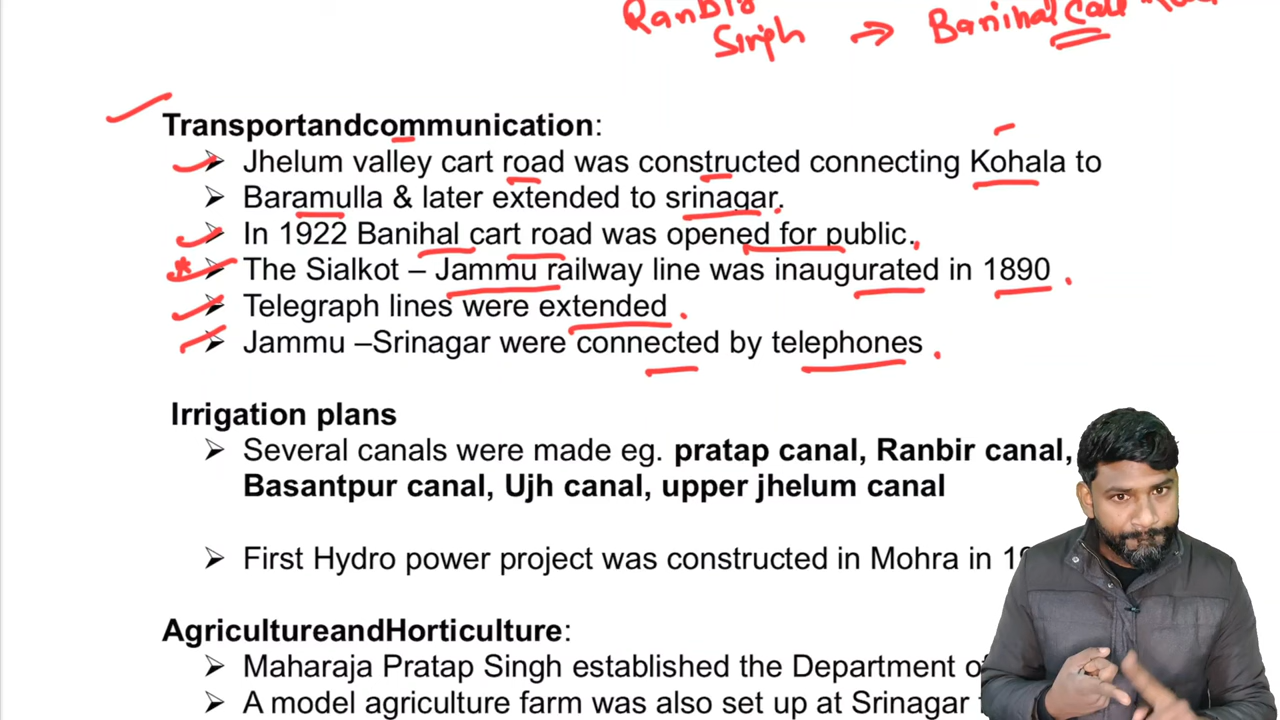 Ranbir
Singh → Banihal Cart
Transportandcommunication:
➢ Jhelum valley cart road was constructed connecting Kohala to
➢ Baramulla & later extended to srinagar.
➢ In 1922 Banihal cart road was opened for public.
➢ The Sialkot – Jammu railway line was inaugurated in 1890
➢ Telegraph lines were extended
➢ Jammu –Srinagar were connected by telephones
Irrigation plans
➢ Several canals were made eg. pratap canal, Ranbir canal,
Basantpur canal, Ujh canal, upper jhelum canal
➢ First Hydro power project was constructed in Mohra in
AgricultureandHorticulture:
➢ Maharaja Pratap Singh established the Department of
➢ A model agriculture farm was also set up at Srinagar